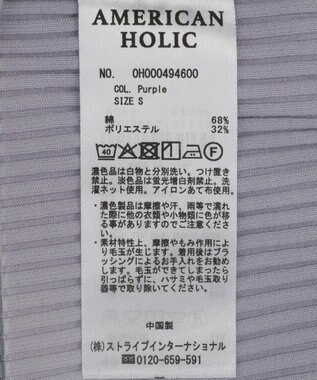 AMERICAN
HOLIC
NO. 0H000494600
COL. Purple
SIZE S
綿 68%
ポリエステル 32%
40
F
濃色品は白物と分別洗い。つけ置き
禁止。淡色品は蛍光増白剤禁止。洗
濯ネット使用。アイロンあて布使用。
・濃色製品は摩擦や汗、雨等で濡れ
た際に他の衣類や小物類に色が移
る事がありますのでご注意くださ
い。
・素材特性上、摩擦やもみ作用によ
り毛玉が生じます。着用後はブラ
ッシングによるお手入れをお勧め
します。毛玉ができてしまったら
引っぱらずに、ハサミや毛玉取り
器等で取り除いて下さい。
中国製
(株)ストライプインターナショナル
☎0120-659-591